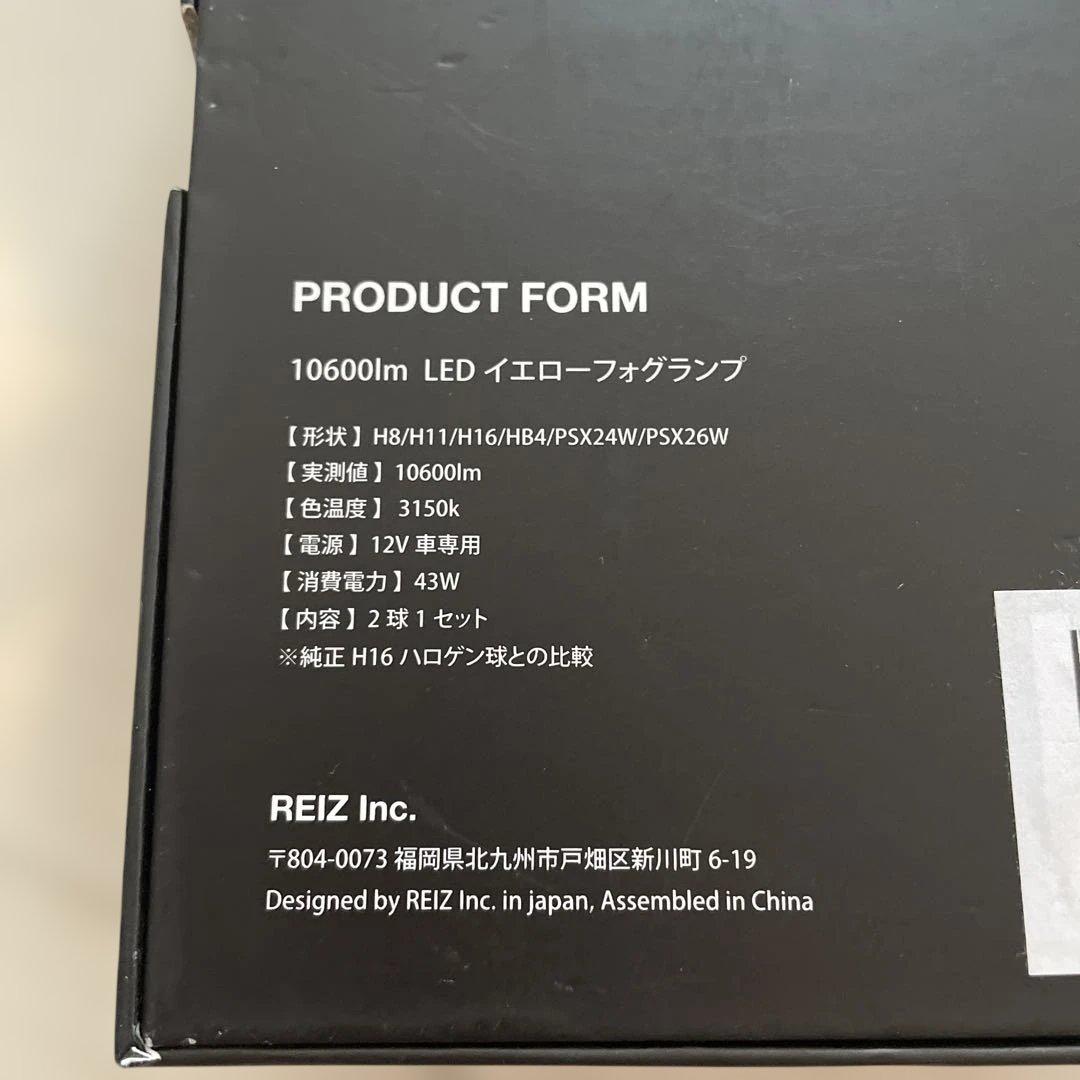 PRODUCT FORM
10600lm LED イエローフォグランプ
【形状】H8/H11/H16/HB4/PSX24W/PSX26W
【実測値】10600lm
【色温度】 3150k
【電源】12V 車専用
【消費電力】43W
【内容】2 球 1 セット
※純正 H16 ハロゲン球との比較
REIZ Inc.
〒804-0073 福岡県北九州市戸畑区新川町 6-19
Designed by REIZ Inc. in japan, Assembled in China